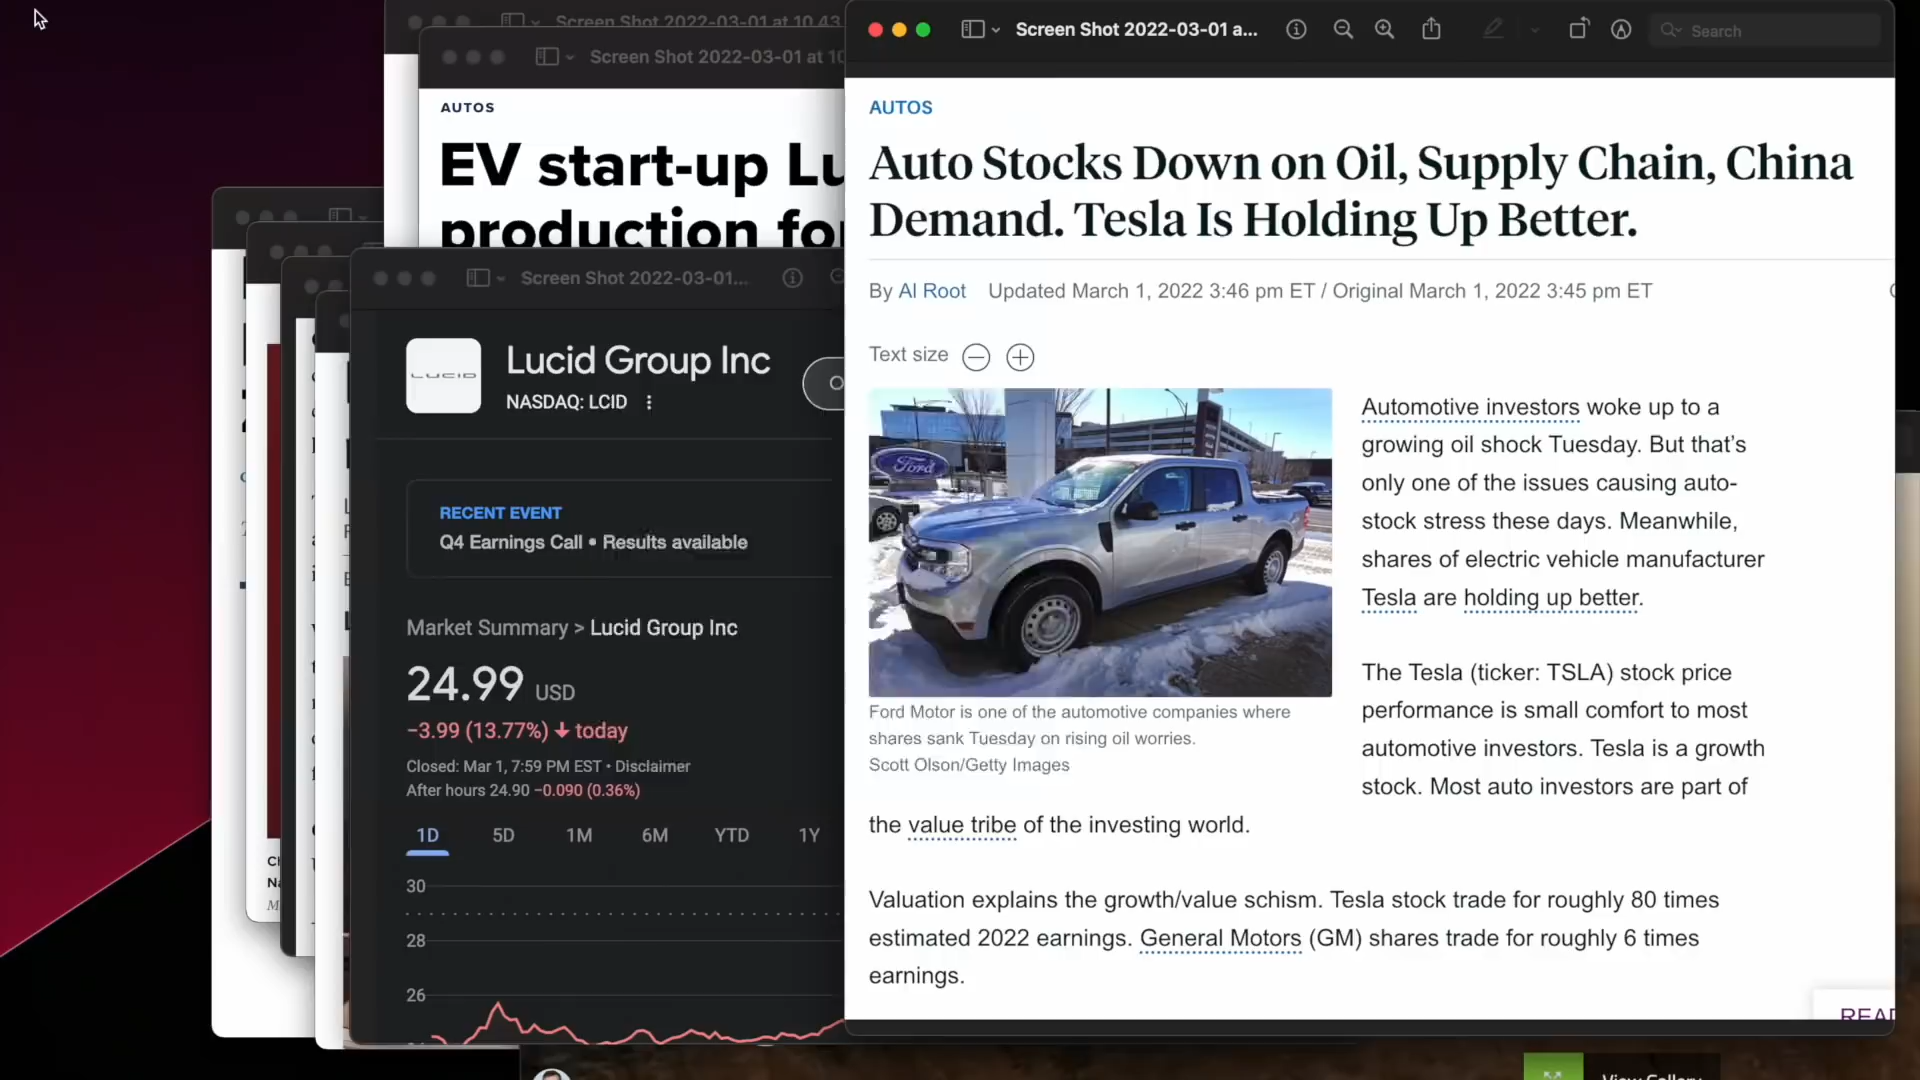 Screen Shot 2022-03-01 at 10.43
Screen Shot 2022-03-01 at 10
AUTOS
EV start-up Lu
production for
Screen Shot 2022-03-01...
LUCID
Lucid Group Inc
NASDAQ: LCID
RECENT EVENT
Q4 Earnings Call • Results available
Market Summary > Lucid Group Inc
24.99 USD
−3.99 (13.77%) ↓ today
Closed: Mar 1, 7:59 PM EST • Disclaimer
After hours 24.90 −0.090 (0.36%)
1D 5D 1M 6M YTD 1Y
30
28
26
Screen Shot 2022-03-01 a...
Search
AUTOS
Auto Stocks Down on Oil, Supply Chain, China
Demand. Tesla Is Holding Up Better.
By Al Root Updated March 1, 2022 3:46 pm ET / Original March 1, 2022 3:45 pm ET
Text size
Ford
Ford Motor is one of the automotive companies where
shares sank Tuesday on rising oil worries.
Scott Olson/Getty Images
Automotive investors woke up to a
growing oil shock Tuesday. But that's
only one of the issues causing auto-
stock stress these days. Meanwhile,
shares of electric vehicle manufacturer
Tesla are holding up better.
The Tesla (ticker: TSLA) stock price
performance is small comfort to most
automotive investors. Tesla is a growth
stock. Most auto investors are part of
the value tribe of the investing world.
Valuation explains the growth/value schism. Tesla stock trade for roughly 80 times
estimated 2022 earnings. General Motors (GM) shares trade for roughly 6 times
earnings.
READ
View Gallery